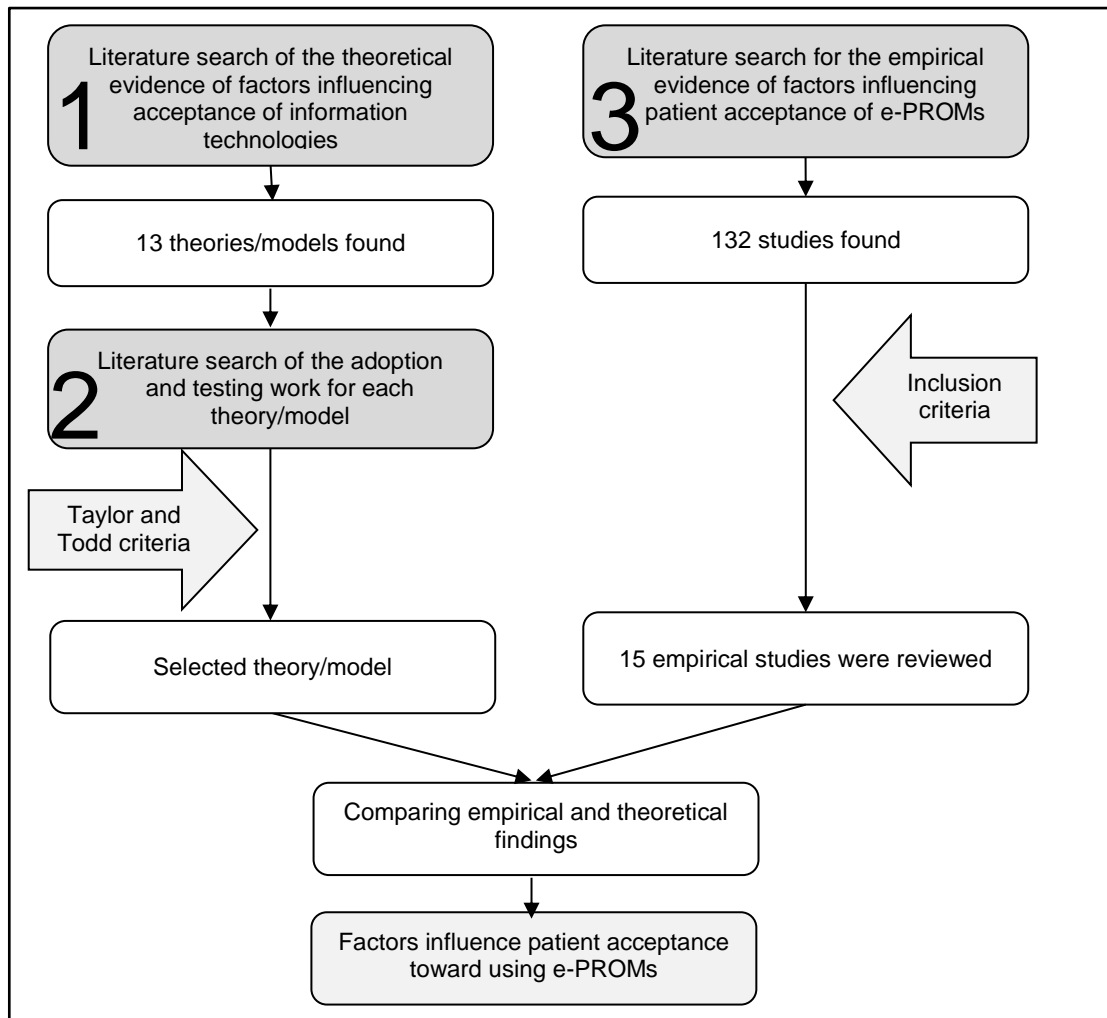 1
Literature search of the theoretical
evidence of factors influencing
acceptance of information
technologies
13 theories/models found
2
Literature search of the adoption
and testing work for each
theory/model
Taylor and
Todd criteria
Selected theory/model
3
Literature search for the empirical
evidence of factors influencing
patient acceptance of e-PROMs
132 studies found
Inclusion
criteria
15 empirical studies were reviewed
Comparing empirical and theoretical
findings
Factors influence patient acceptance
toward using e-PROMs